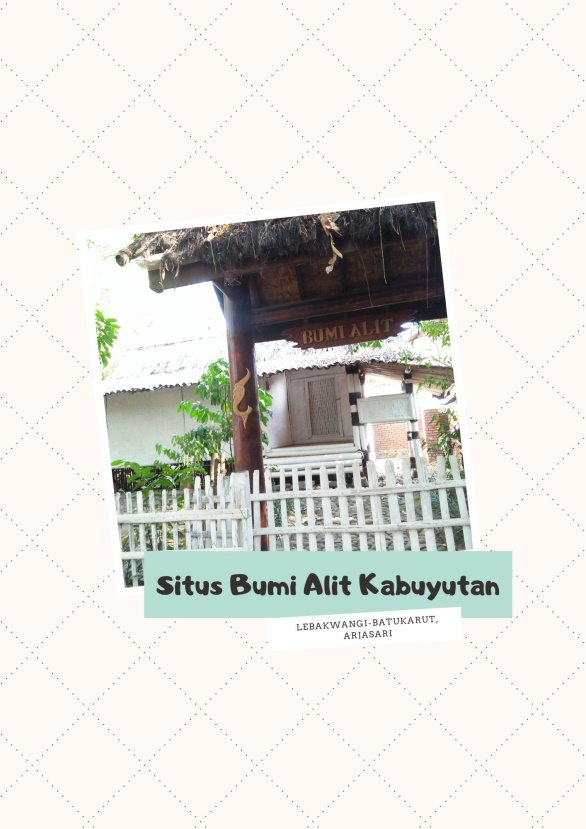 BUMI ALIT
Situs Bumi Alit Kabuyutan
LEBAKWANGI-BATUKARUT,
ARJASARI